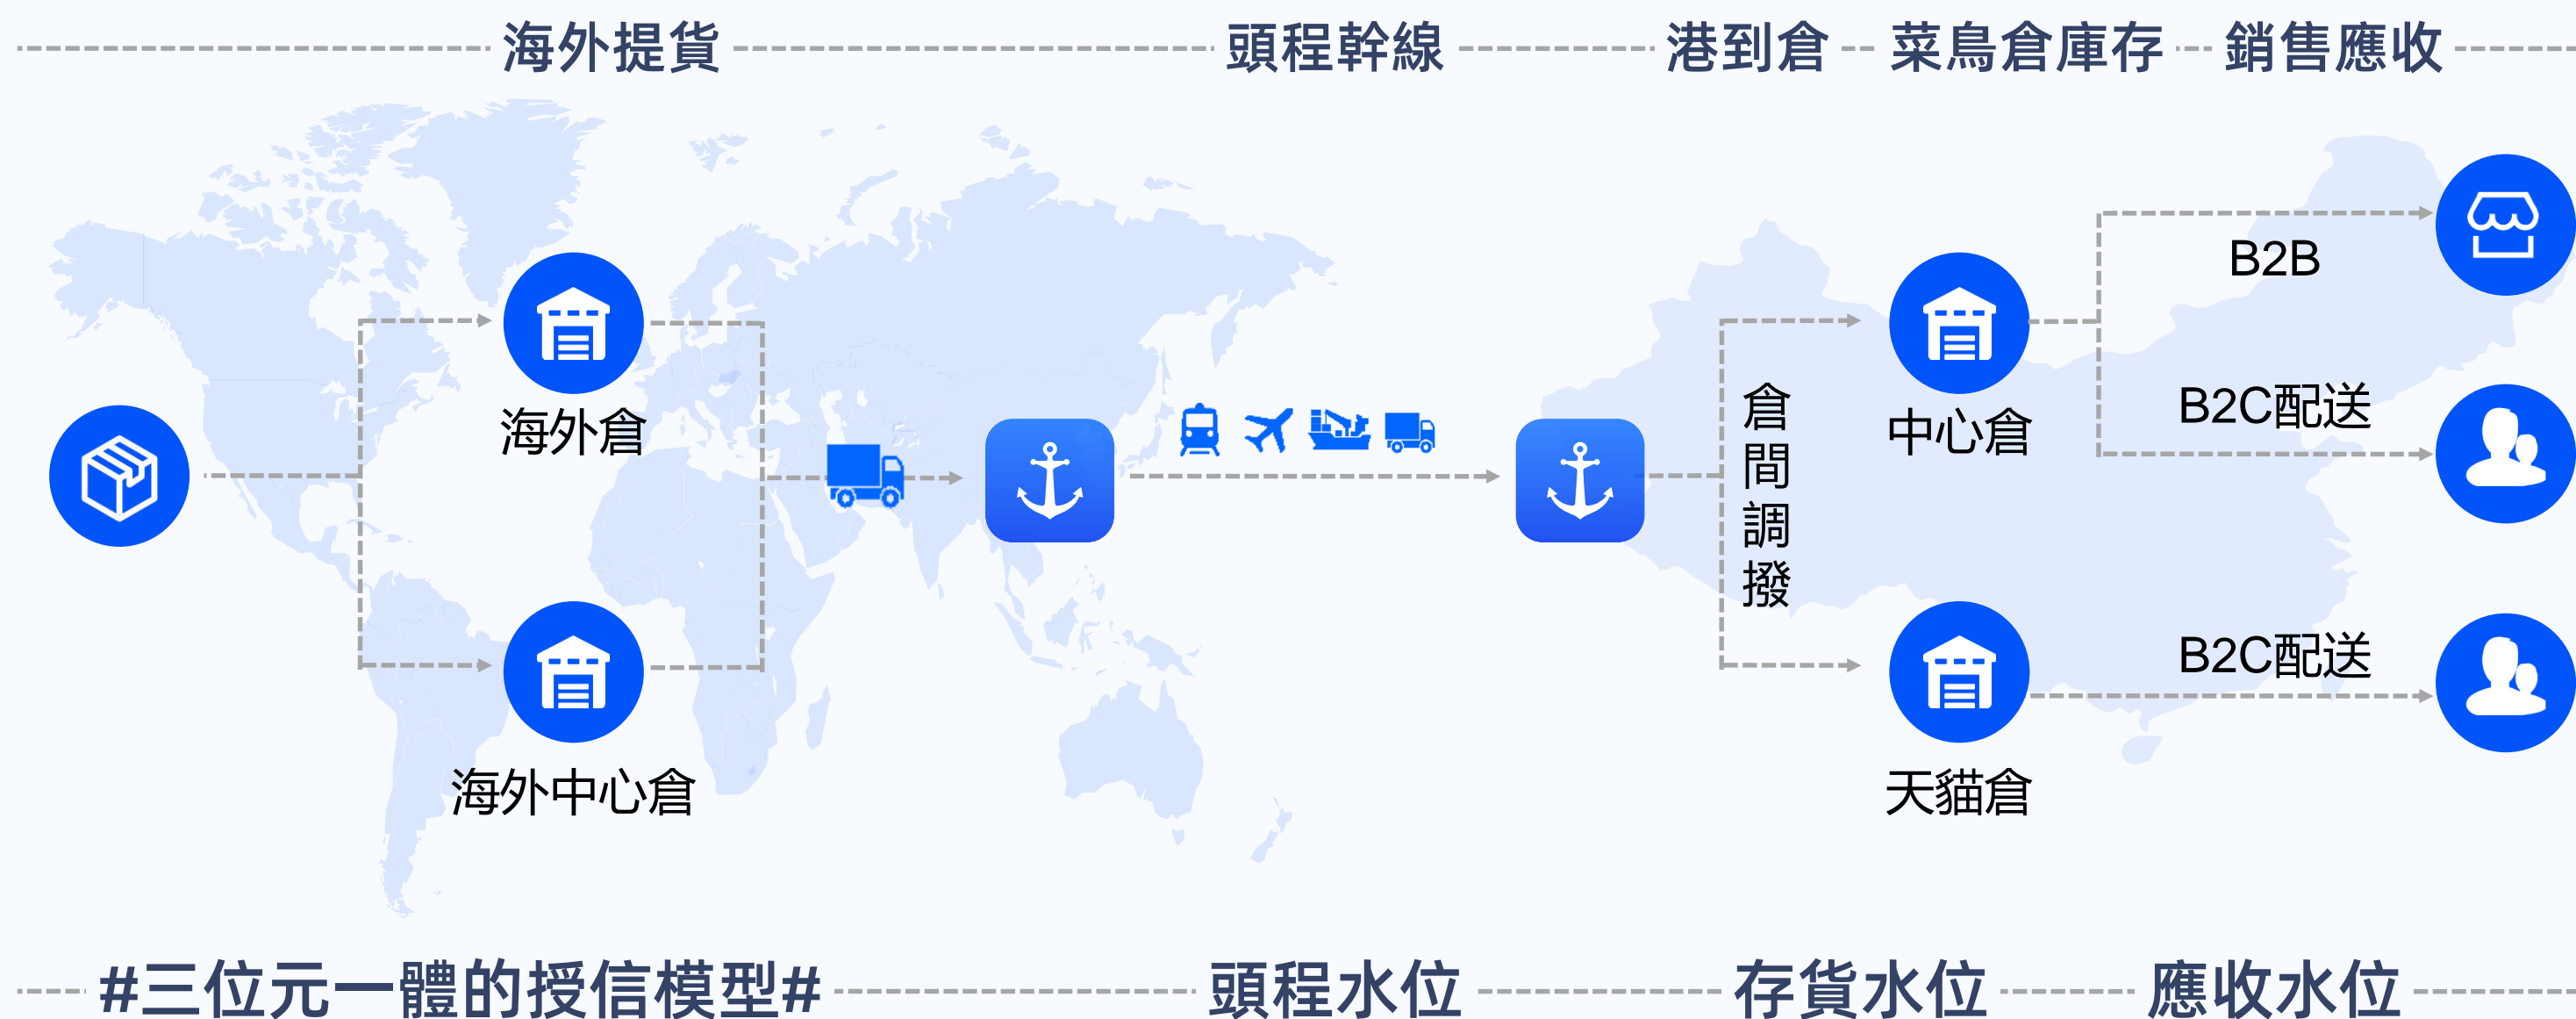 海外提貨
頭程幹線
港到倉
菜鳥倉庫存
銷售應收
海外倉
海外中心倉
倉間調撥
中心倉
天貓倉
B2B
B2C配送
B2C配送
#三位元一體的授信模型#
頭程水位
存貨水位
應收水位